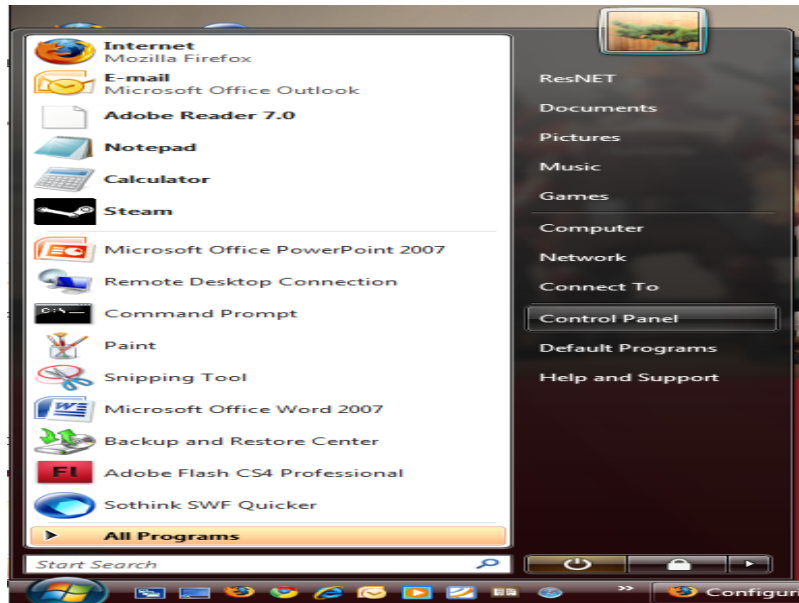 Internet
Mozilla Firefox
E-mail
Microsoft Office Outlook
Adobe Reader 7.0
Notepad
Calculator
Steam
Microsoft Office PowerPoint 2007
Remote Desktop Connection
C:\
Command Prompt
Paint
Snipping Tool
Microsoft Office Word 2007
Backup and Restore Center
FL
Adobe Flash CS4 Professional
Sothink SWF Quicker
All Programs
Start Search
ResNET
Documents
Pictures
Music
Games
Computer
Network
Connect To
Control Panel
Default Programs
Help and Support
Configur